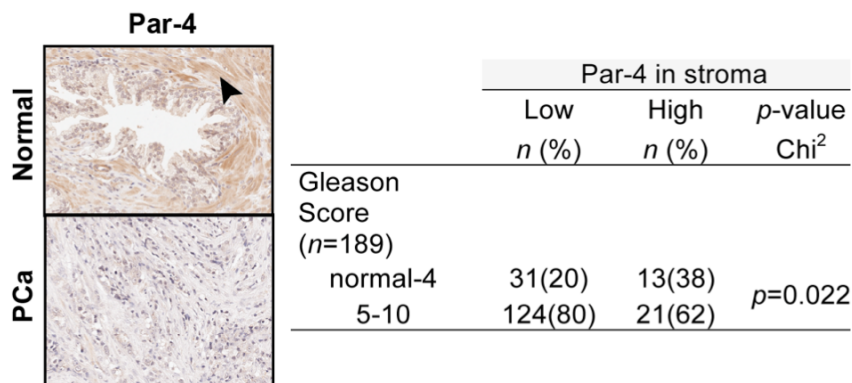 Par-4
Normal
PCa
Par-4 in stroma
Low High p-value
n (%) n (%) Chi²
Gleason
Score
(n=189)
normal-4 31(20) 13(38)
p=0.022
5-10 124(80) 21(62)